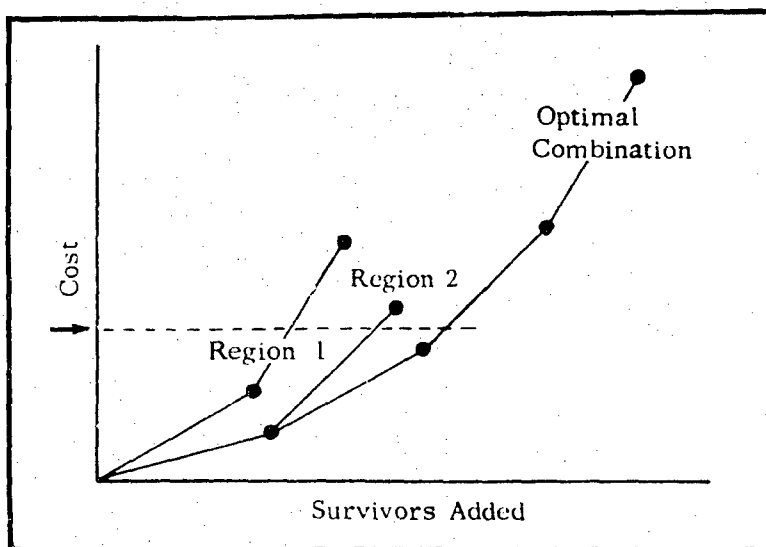 Optimal
Combination
Region 2
Region 1
Cost
Survivors Added